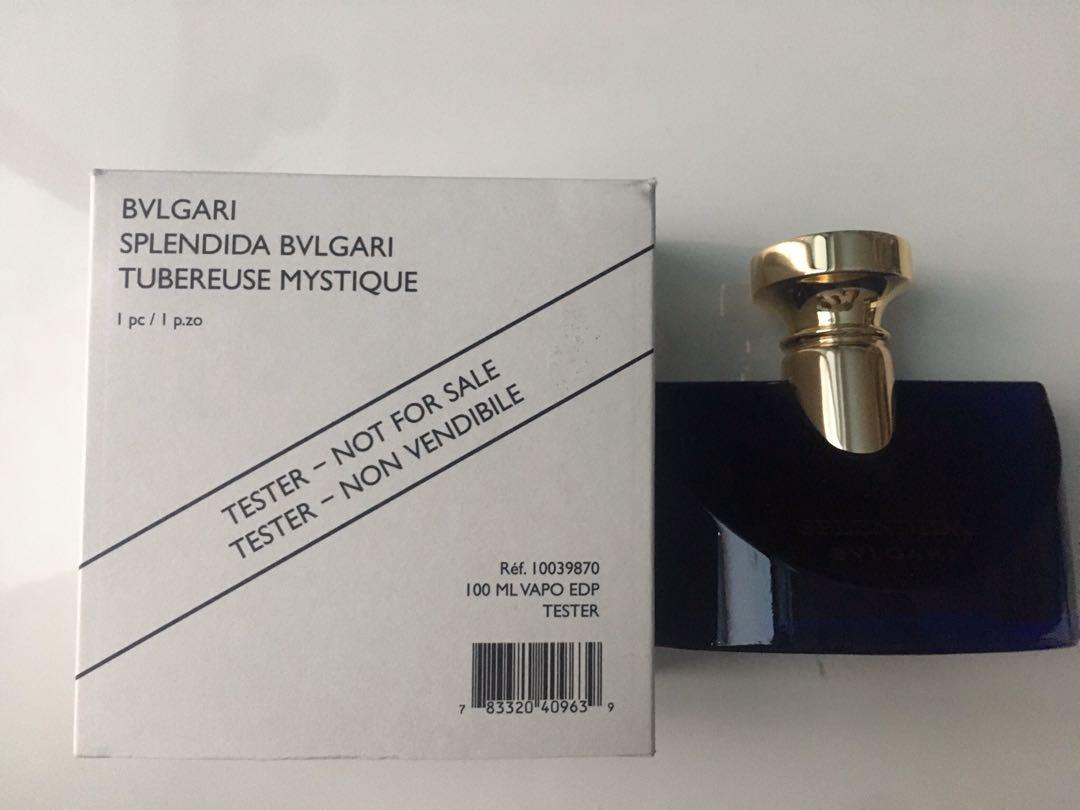 BVLGARI
SPLENDIDA BVLGARI
TUBEREUSE MYSTIQUE
1 pc / 1 p.zo
TESTER – NOT FOR SALE
TESTER – NON VENDIBILE
Réf. 10039870
100 ML VAPO EDP
TESTER
7 83320 40963 9
SPLENDIDA
BVLGARI